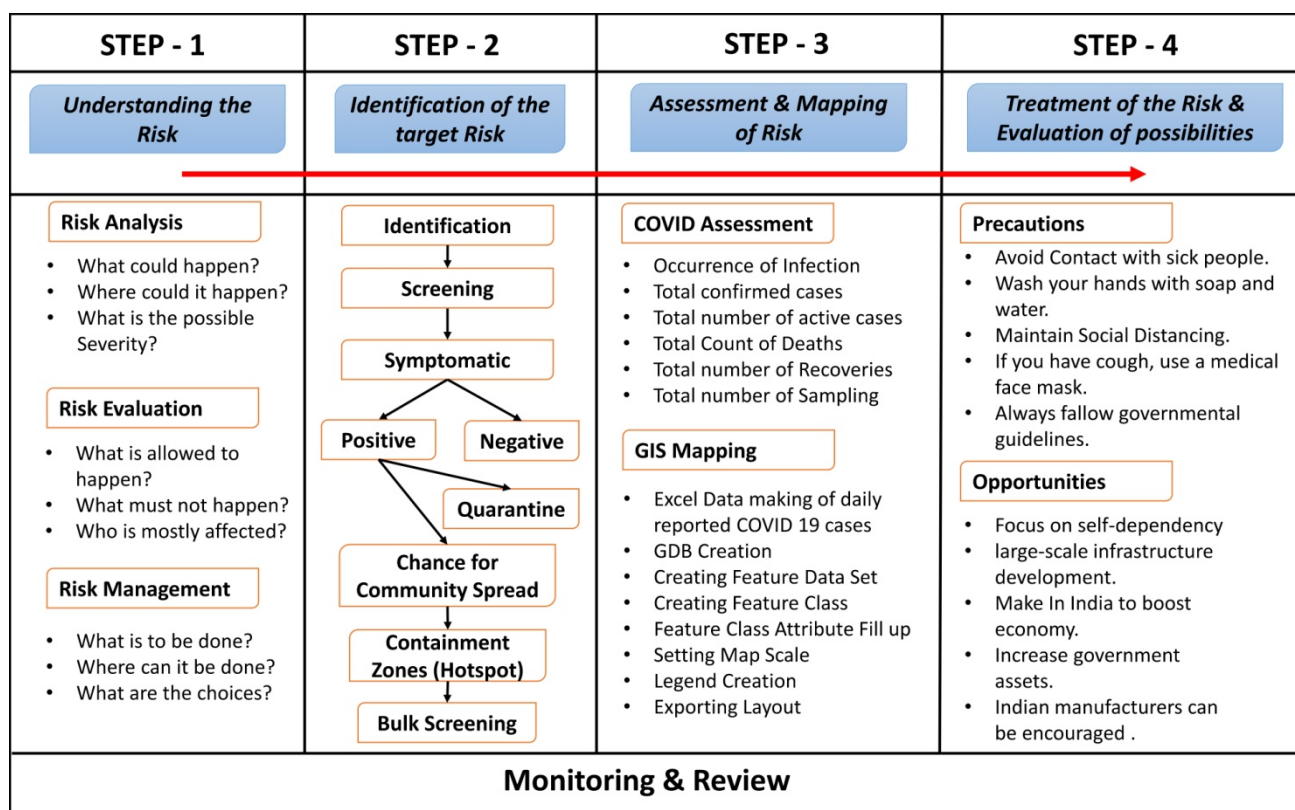 STEP - 1
STEP - 2
STEP - 3
STEP - 4
Understanding the
Risk
Identification of the
target Risk
Assessment & Mapping
of Risk
Treatment of the Risk &
Evaluation of possibilities
Risk Analysis
• What could happen?
• Where could it happen?
• What is the possible
Severity?
Risk Evaluation
• What is allowed to
happen?
• What must not happen?
• Who is mostly affected?
Risk Management
• What is to be done?
• Where can it be done?
• What are the choices?
Identification
Screening
Symptomatic
Positive
Negative
Quarantine
Chance for
Community Spread
Containment
Zones (Hotspot)
Bulk Screening
COVID Assessment
• Occurrence of Infection
• Total confirmed cases
• Total number of active cases
• Total Count of Deaths
• Total number of Recoveries
• Total number of Sampling
GIS Mapping
• Excel Data making of daily
reported COVID 19 cases
• GDB Creation
• Creating Feature Data Set
• Creating Feature Class
• Feature Class Attribute Fill up
• Setting Map Scale
• Legend Creation
• Exporting Layout
Precautions
• Avoid Contact with sick people.
• Wash your hands with soap and
water.
• Maintain Social Distancing.
• If you have cough, use a medical
face mask.
• Always fallow governmental
guidelines.
Opportunities
• Focus on self-dependency
• large-scale infrastructure
development.
• Make In India to boost
economy.
• Increase government
assets.
• Indian manufacturers can
be encouraged .
Monitoring & Review